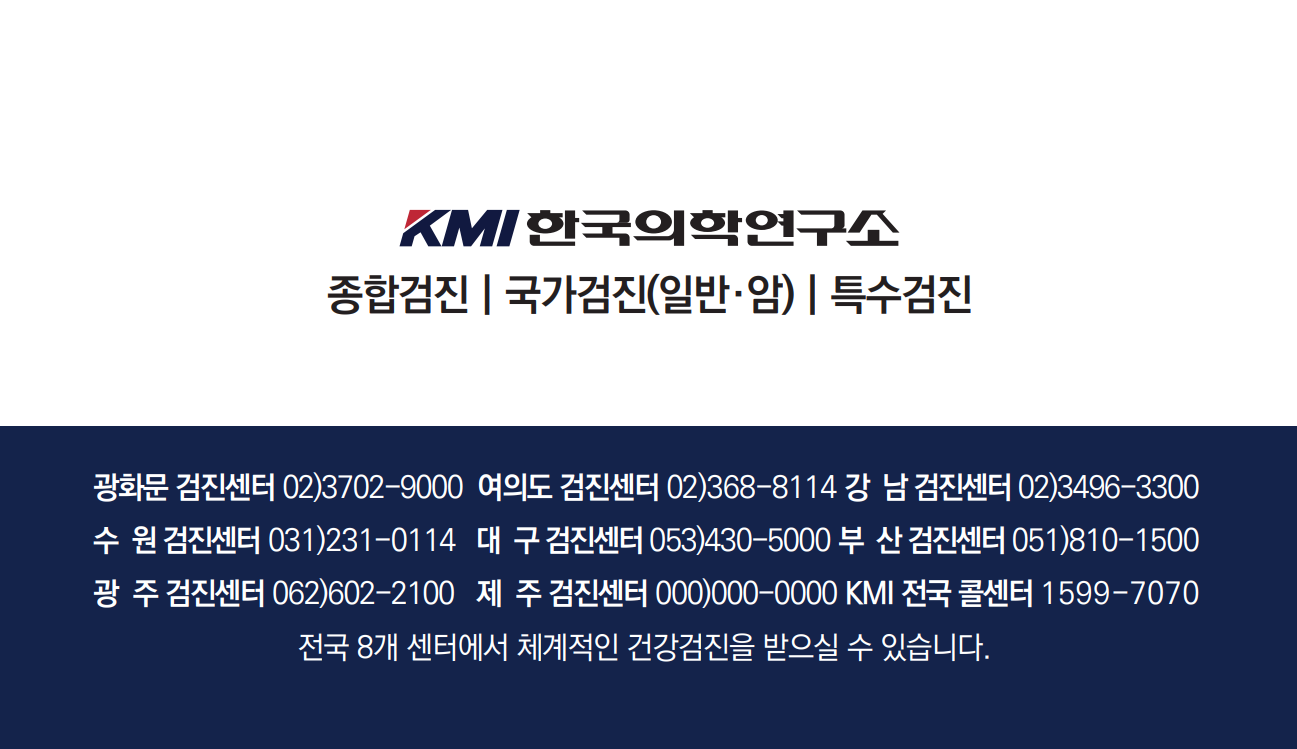 KMI 한국의학연구소
종합검진 | 국가검진(일반·암) | 특수검진
광화문 검진센터 02)3702-9000 여의도 검진센터 02)368-8114 강 남 검진센터 02)3496-3300
수 원 검진센터 031)231-0114 대 구 검진센터 053)430-5000 부 산 검진센터 051)810-1500
광 주 검진센터 062)602-2100 제 주 검진센터 000)000-0000 KMI 전국 콜센터 1599-7070
전국 8개 센터에서 체계적인 건강검진을 받으실 수 있습니다.